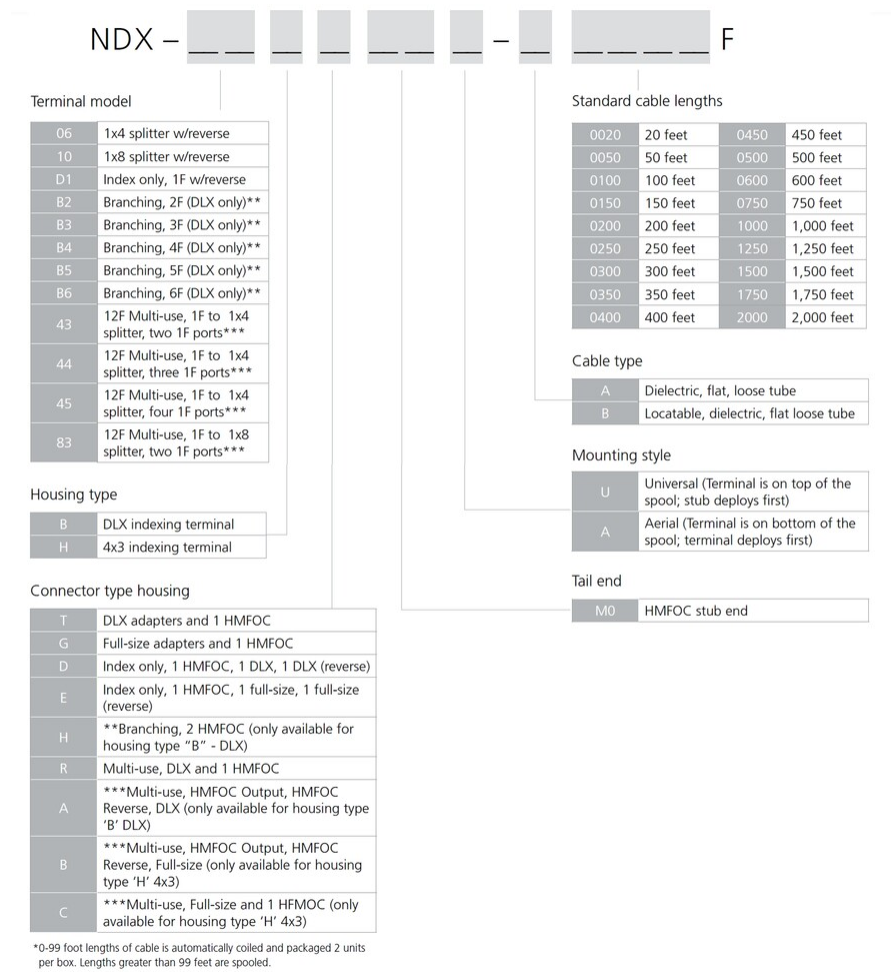 NDX – __ __ __ __ __ __ __ – __ __ __ __ __ F
Terminal model
06 1x4 splitter w/reverse
10 1x8 splitter w/reverse
D1 Index only, 1F w/reverse
B2 Branching, 2F (DLX only)**
B3 Branching, 3F (DLX only)**
B4 Branching, 4F (DLX only)**
B5 Branching, 5F (DLX only)**
B6 Branching, 6F (DLX only)**
43 12F Multi-use, 1F to 1x4
splitter, two 1F ports***
44 12F Multi-use, 1F to 1x4
splitter, three 1F ports***
45 12F Multi-use, 1F to 1x4
splitter, four 1F ports***
83 12F Multi-use, 1F to 1x8
splitter, two 1F ports***
Housing type
B DLX indexing terminal
H 4x3 indexing terminal
Connector type housing
T DLX adapters and 1 HMFOC
G Full-size adapters and 1 HMFOC
D Index only, 1 HMFOC, 1 DLX, 1 DLX (reverse)
E Index only, 1 HMFOC, 1 full-size, 1 full-size
(reverse)
H **Branching, 2 HMFOC (only available for
housing type "B" - DLX)
R Multi-use, DLX and 1 HMFOC
A ***Multi-use, HMFOC Output, HMFOC
Reverse, DLX (only available for housing type
'B' DLX)
B ***Multi-use, HMFOC Output, HMFOC
Reverse, Full-size (only available for housing
type 'H' 4x3)
C ***Multi-use, Full-size and 1 HFMOC (only
available for housing type 'H' 4x3)
*0-99 foot lengths of cable is automatically coiled and packaged 2 units
per box. Lengths greater than 99 feet are spooled.
Standard cable lengths
0020 20 feet 0450 450 feet
0050 50 feet 0500 500 feet
0100 100 feet 0600 600 feet
0150 150 feet 0750 750 feet
0200 200 feet 1000 1,000 feet
0250 250 feet 1250 1,250 feet
0300 300 feet 1500 1,500 feet
0350 350 feet 1750 1,750 feet
0400 400 feet 2000 2,000 feet
Cable type
A Dielectric, flat, loose tube
B Locatable, dielectric, flat loose tube
Mounting style
U Universal (Terminal is on top of the
spool; stub deploys first)
A Aerial (Terminal is on bottom of the
spool; terminal deploys first)
Tail end
M0 HMFOC stub end